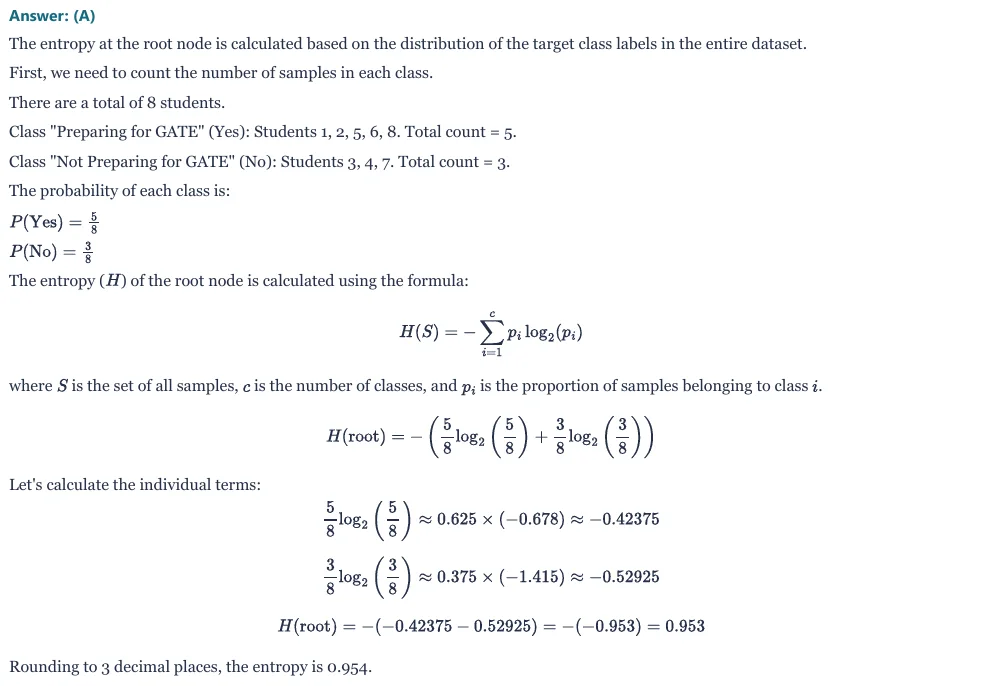 Answer: (A)
The entropy at the root node is calculated based on the distribution of the target class labels in the entire dataset.
First, we need to count the number of samples in each class.
There are a total of 8 students.
Class "Preparing for GATE" (Yes): Students 1, 2, 5, 6, 8. Total count = 5.
Class "Not Preparing for GATE" (No): Students 3, 4, 7. Total count = 3.
The probability of each class is:
P(Yes) = 5/8
P(No) = 3/8
The entropy (H) of the root node is calculated using the formula:
H(S) = − ∑_{i=1}^{c} p_i log₂(p_i)
where S is the set of all samples, c is the number of classes, and p_i is the proportion of samples belonging to class i.
H(root) = − (5/8 log₂ (5/8) + 3/8 log₂ (3/8))
Let's calculate the individual terms:
5/8 log₂ (5/8) ≈ 0.625 × (−0.678) ≈ −0.42375
3/8 log₂ (3/8) ≈ 0.375 × (−1.415) ≈ −0.52925
H(root) = −(−0.42375 − 0.52925) = −(−0.953) = 0.953
Rounding to 3 decimal places, the entropy is 0.954.